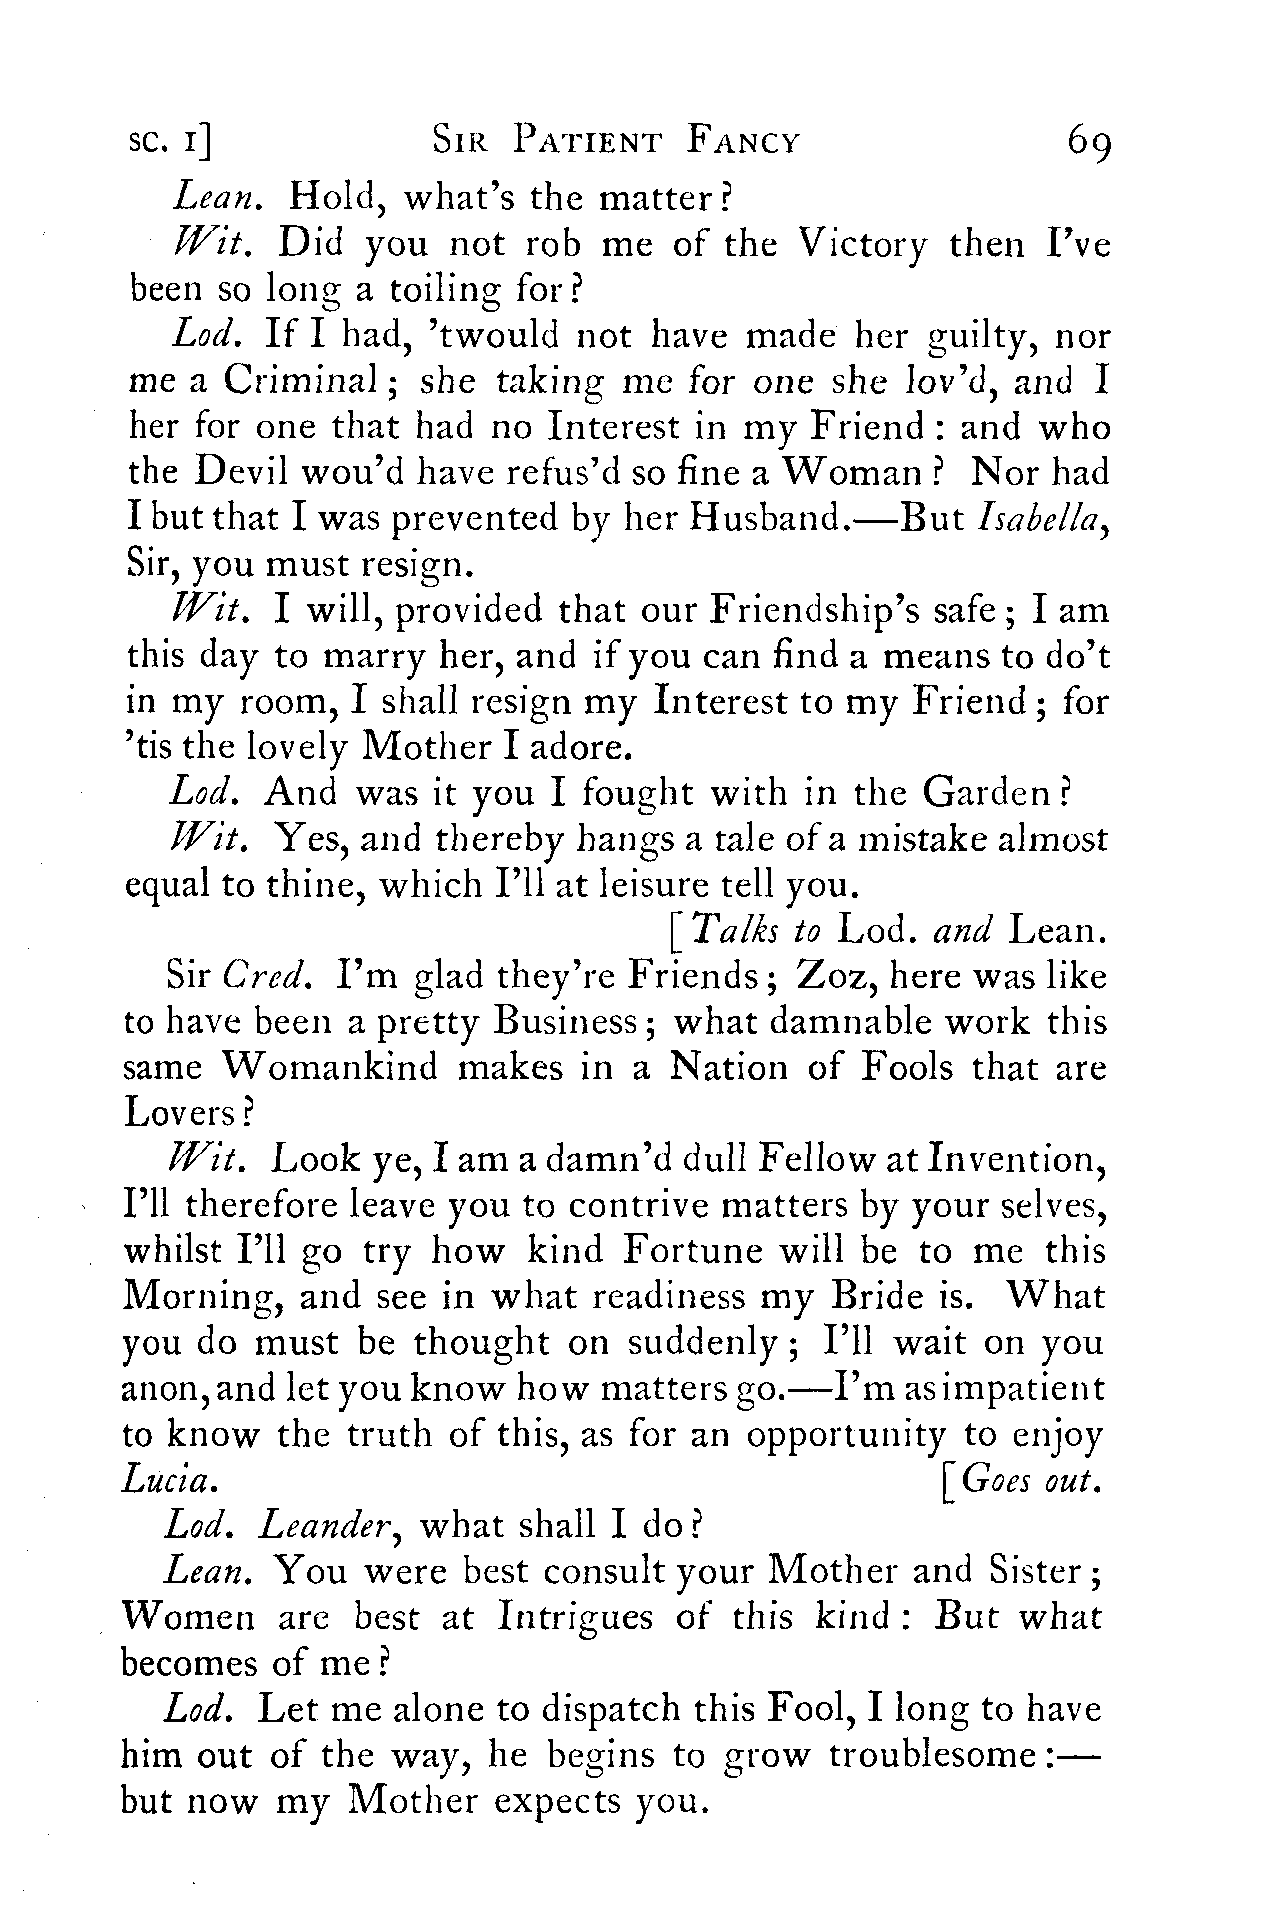 SC. I] SIR PATIENT FANCY 69
Lean. Hold, what's the matter?
Wit. Did you not rob me of the Victory then I've
been so long a toiling for?
Lod. If I had, 'twould not have made her guilty, nor
me a Criminal; she taking me for one she lov'd, and I
her for one that had no Interest in my Friend: and who
the Devil wou'd have refus'd so fine a Woman? Nor had
I but that I was prevented by her Husband.—But Isabella,
Sir, you must resign.
Wit. I will, provided that our Friendship's safe; I am
this day to marry her, and if you can find a means to do't
in my room, I shall resign my Interest to my Friend; for
'tis the lovely Mother I adore.
Lod. And was it you I fought with in the Garden?
Wit. Yes, and thereby hangs a tale of a mistake almost
equal to thine, which I'll at leisure tell you.
[Talks to Lod. and Lean.
Sir Cred. I'm glad they're Friends; Zoz, here was like
to have been a pretty Business; what damnable work this
same Womankind makes in a Nation of Fools that are
Lovers?
Wit. Look ye, I am a damn'd dull Fellow at Invention,
I'll therefore leave you to contrive matters by your selves,
whilst I'll go try how kind Fortune will be to me this
Morning, and see in what readiness my Bride is. What
you do must be thought on suddenly; I'll wait on you
anon, and let you know how matters go.—I'm as impatient
to know the truth of this, as for an opportunity to enjoy
Lucia. [Goes out.
Lod. Leander, what shall I do?
Lean. You were best consult your Mother and Sister;
Women are best at Intrigues of this kind: But what
becomes of me?
Lod. Let me alone to dispatch this Fool, I long to have
him out of the way, he begins to grow troublesome:—
but now my Mother expects you.